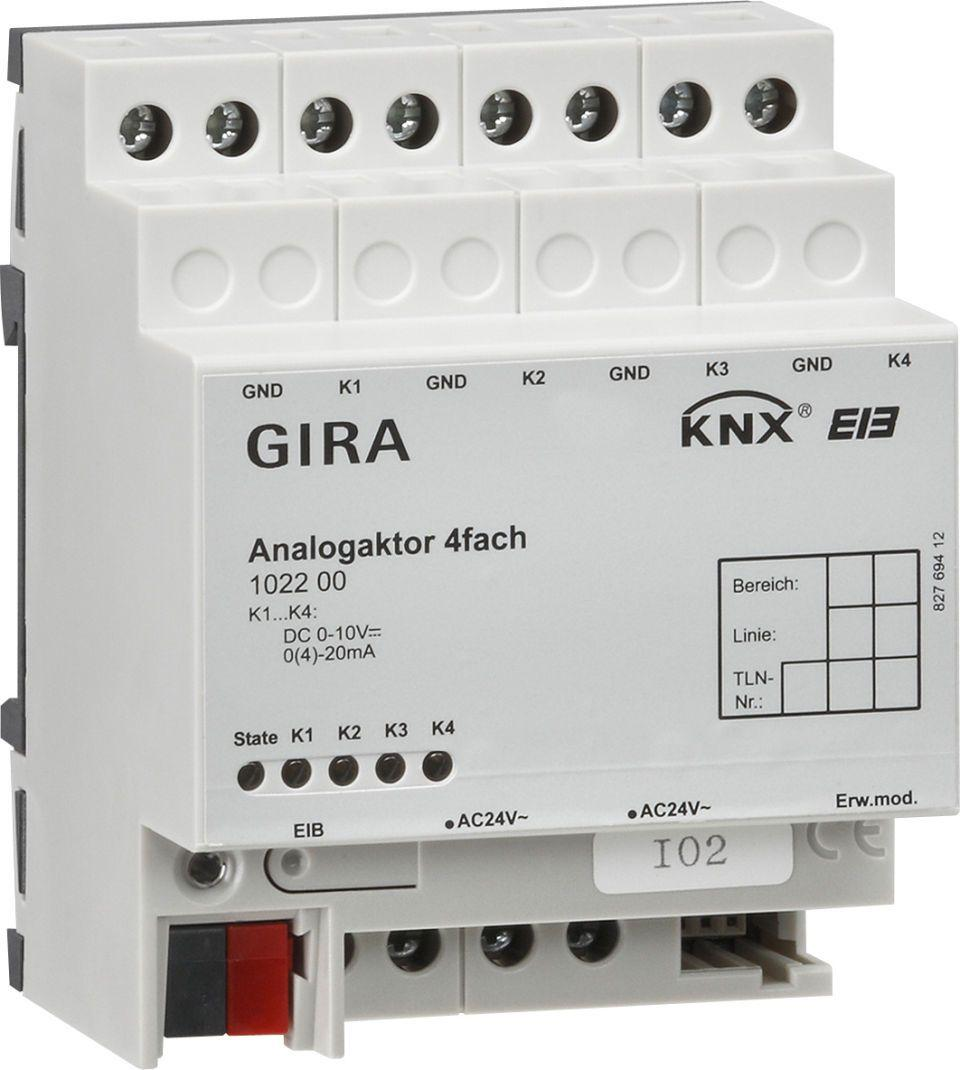 GND K1 GND K2 GND K3 GND K4
GIRA KNX® EIB
Analogaktor 4fach
1022 00
K1...K4:
DC 0-10V⎓
0(4)-20mA
Bereich:
Linie:
TLN-
Nr.:
827 694 12
State K1 K2 K3 K4
EIB ●AC24V~ ●AC24V~ Erw.mod.
I02 CE